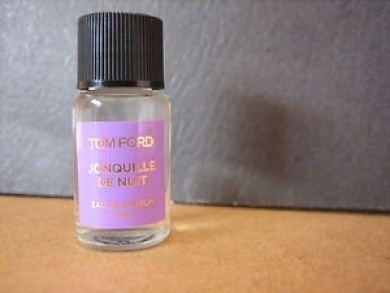 TOM FORD
JONQUILLE
DE NUIT
EAU DE PARFUM